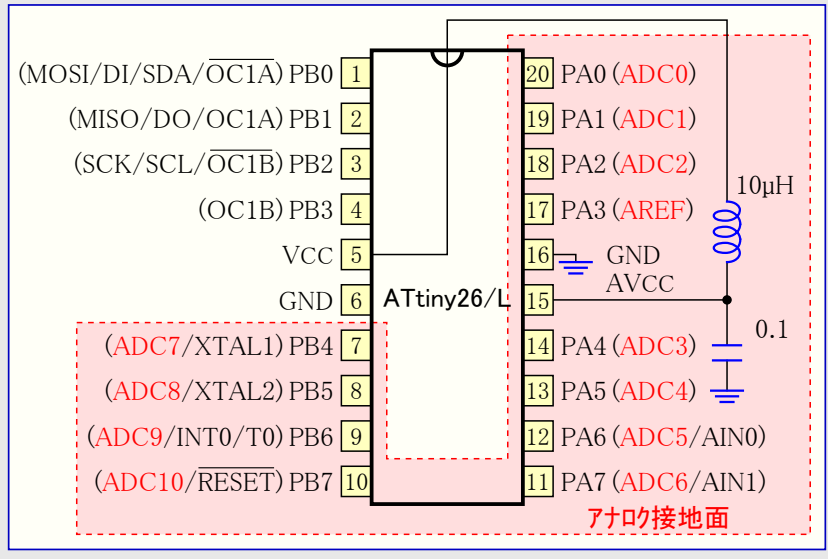 (MOSI/DI/SDA/OC1A) PB0 1
(MISO/DO/OC1A) PB1 2
(SCK/SCL/OC1B) PB2 3
(OC1B) PB3 4
VCC 5
GND 6
(ADC7/XTAL1) PB4 7
(ADC8/XTAL2) PB5 8
(ADC9/INT0/T0) PB6 9
(ADC10/RESET) PB7 10
ATtiny26/L
20 PA0 (ADC0)
19 PA1 (ADC1)
18 PA2 (ADC2)
17 PA3 (AREF)
16 GND
15 AVCC
14 PA4 (ADC3)
13 PA5 (ADC4)
12 PA6 (ADC5/AIN0)
11 PA7 (ADC6/AIN1)
10µH
0.1
アナログ接地面